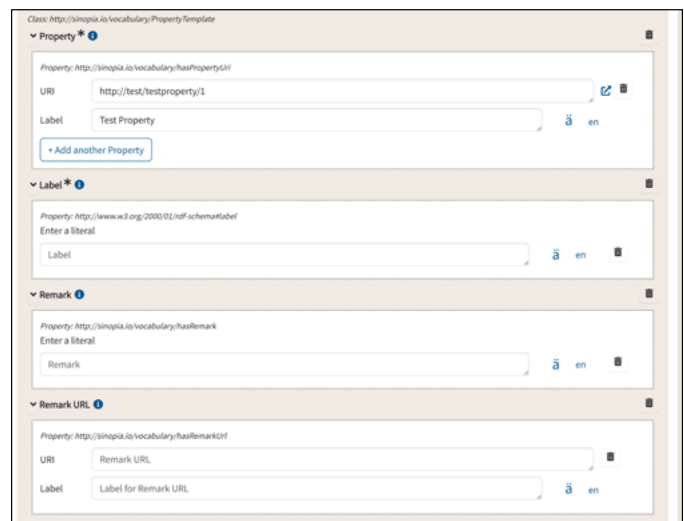 Class: http://sinopia.io/vocabulary/PropertyTemplate
Property *
Property: http://sinopia.io/vocabulary/hasPropertyUri
URI http://test/testproperty/1
Label Test Property ä en
+ Add another Property
Label *
Property: http://www.w3.org/2000/01/rdf-schema#label
Enter a literal
Label ä en
Remark
Property: http://sinopia.io/vocabulary/hasRemark
Enter a literal
Remark ä en
Remark URL
Property: http://sinopia.io/vocabulary/hasRemarkUrl
URI Remark URL
Label Label for Remark URL ä en